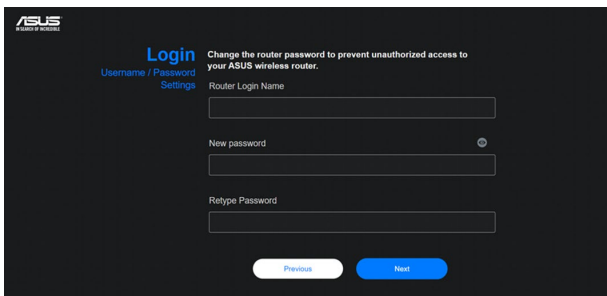 ASUS
IN SEARCH OF INCREDIBLE
Login
Username / Password
Settings
Change the router password to prevent unauthorized access to
your ASUS wireless router.
Router Login Name
New password
Retype Password
Previous
Next